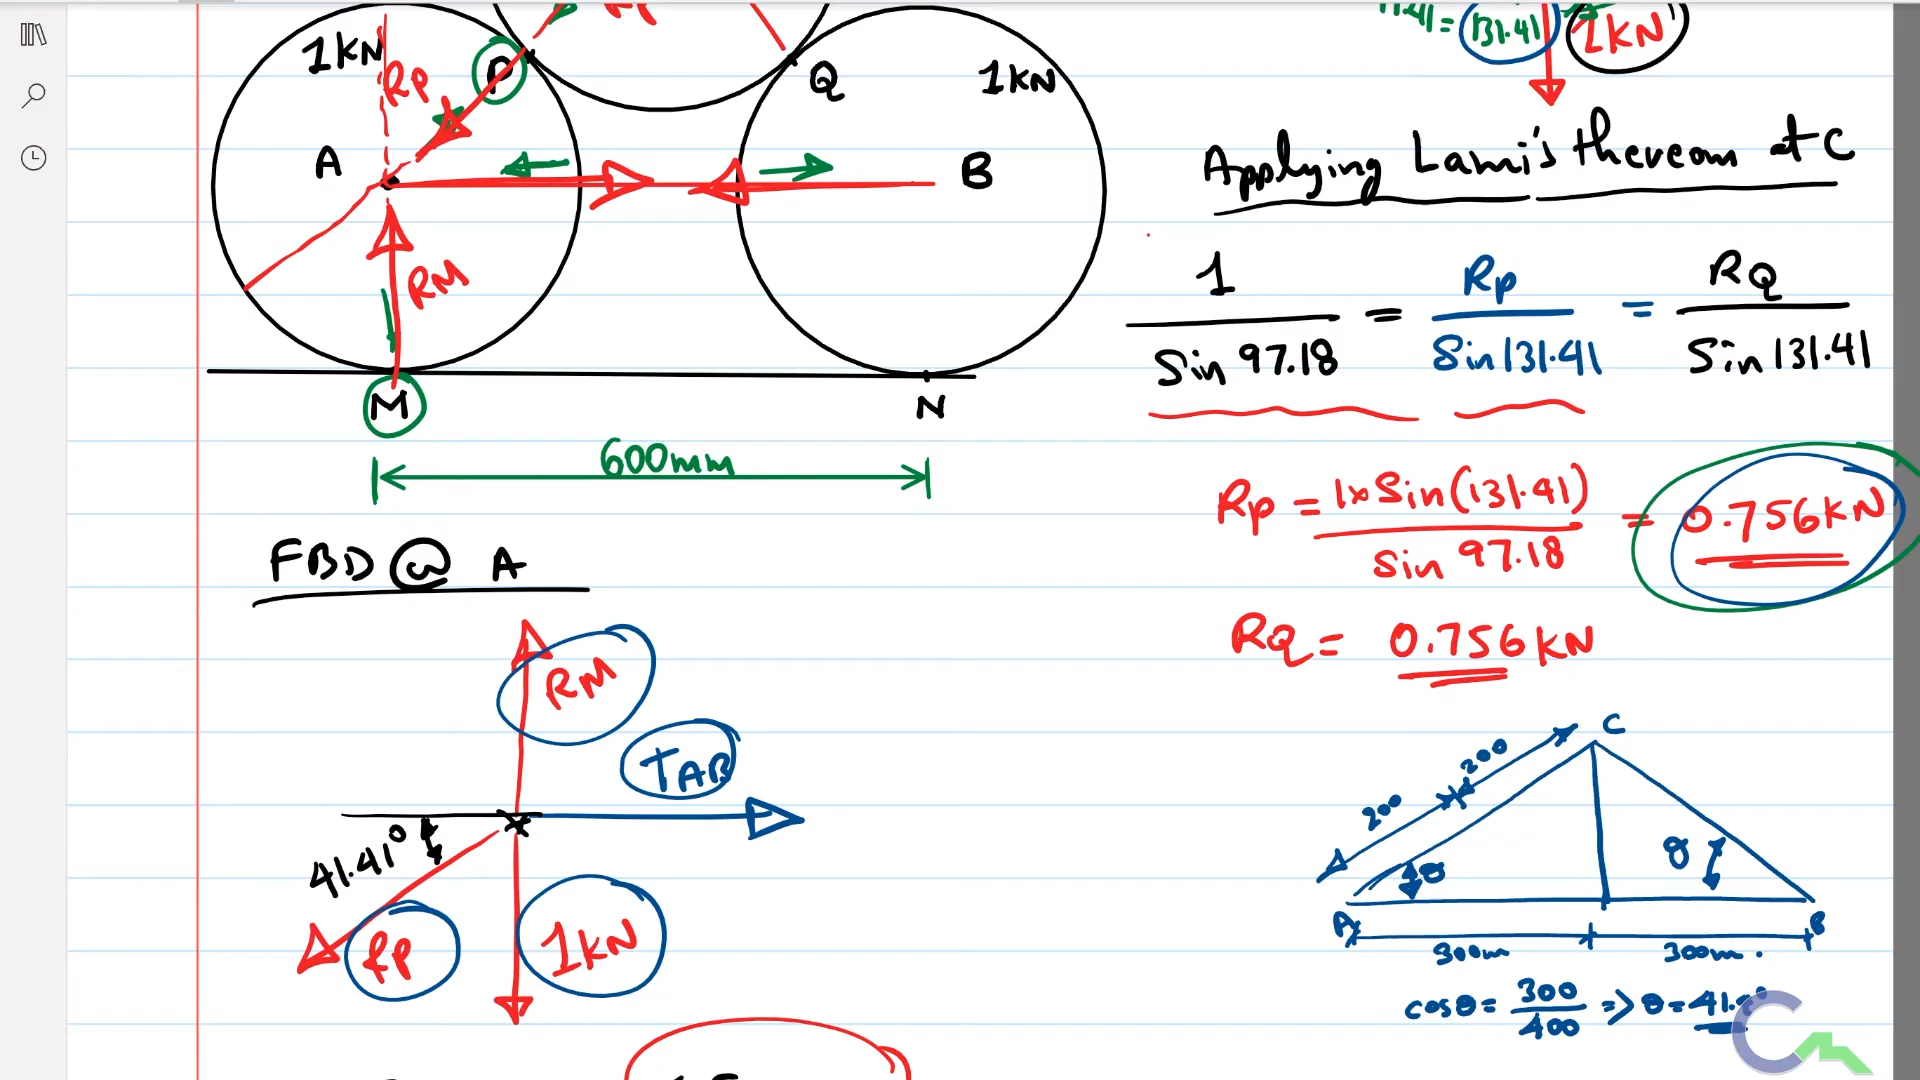 1KN
RP
RP
P
Q
1KN
A
B
RM
M
N
600mm
=131.41
1KN
Applying Lami's thereom at C
1 / Sin 97.18 = RP / Sin 131.41 = RQ / Sin 131.41
RP = 1x Sin(131.41) / Sin 97.18 = 0.756KN
RQ = 0.756KN
FBD @ A
RM
TAB
41.41°
RP
1KN
C
200
200
θ
θ
A
B
300m
300m.
cosθ = 300/400 => θ =